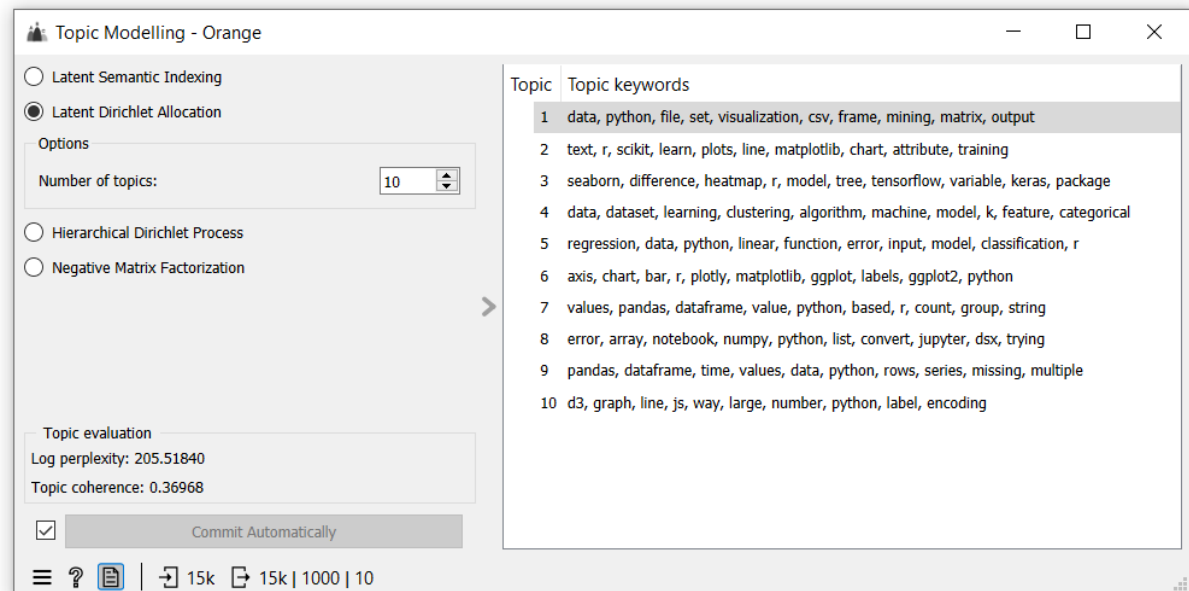 Topic Modelling - Orange
Latent Semantic Indexing
Latent Dirichlet Allocation
Options
Number of topics: 10
Hierarchical Dirichlet Process
Negative Matrix Factorization
Topic evaluation
Log perplexity: 205.51840
Topic coherence: 0.36968
Commit Automatically
? 15k 15k | 1000 | 10
Topic Topic keywords
1 data, python, file, set, visualization, csv, frame, mining, matrix, output
2 text, r, scikit, learn, plots, line, matplotlib, chart, attribute, training
3 seaborn, difference, heatmap, r, model, tree, tensorflow, variable, keras, package
4 data, dataset, learning, clustering, algorithm, machine, model, k, feature, categorical
5 regression, data, python, linear, function, error, input, model, classification, r
6 axis, chart, bar, r, plotly, matplotlib, ggplot, labels, ggplot2, python
7 values, pandas, dataframe, value, python, based, r, count, group, string
8 error, array, notebook, numpy, python, list, convert, jupyter, dsx, trying
9 pandas, dataframe, time, values, data, python, rows, series, missing, multiple
10 d3, graph, line, js, way, large, number, python, label, encoding